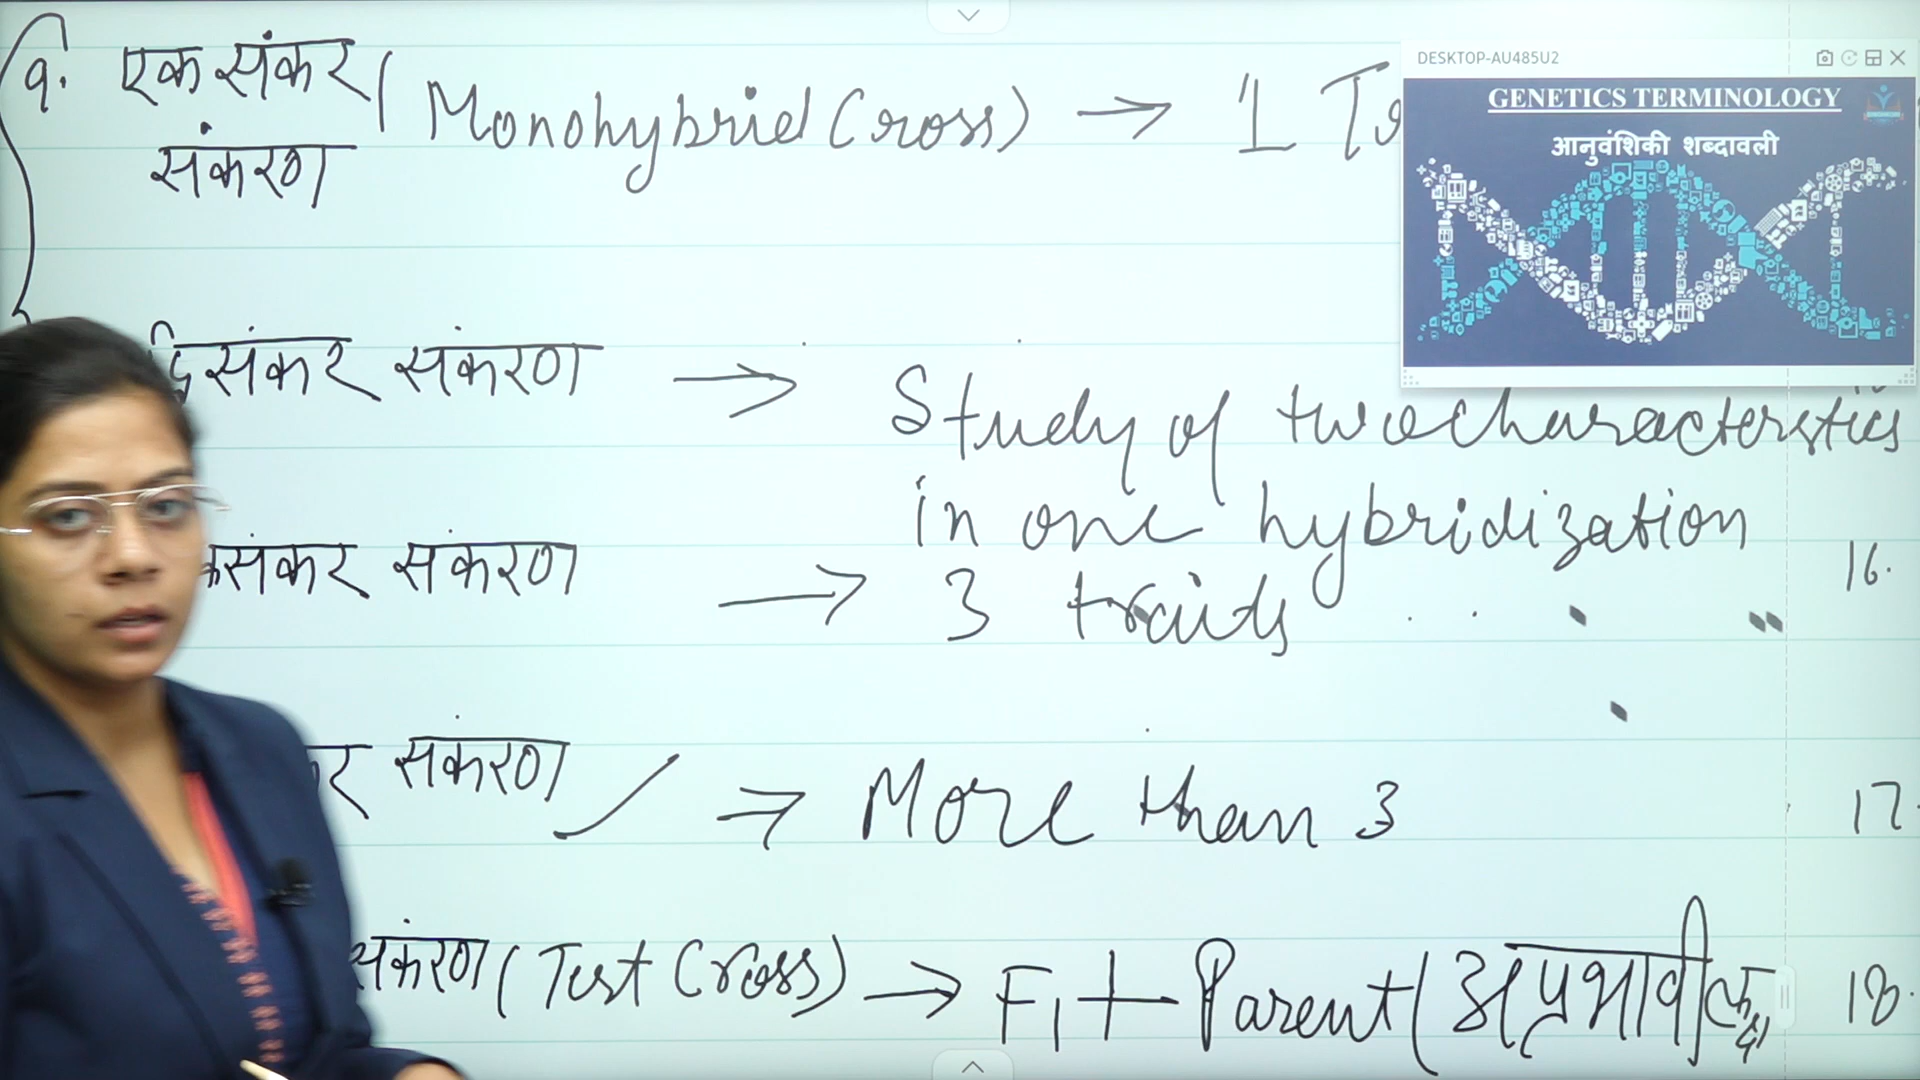 9. एक संकर
संकरण (Monohybrid Cross) → 1
DESKTOP-AU485U2
GENETICS TERMINOLOGY
आनुवंशिकी शब्दावली
द्विसंकर संकरण → Study of two characterstics
in one hybridization
संकर संकरण → 3 traits
16.
संकरण ⇒ More than 3
17.
संकरण (Test Cross) → F1 + Parent (अप्रभावी
18.